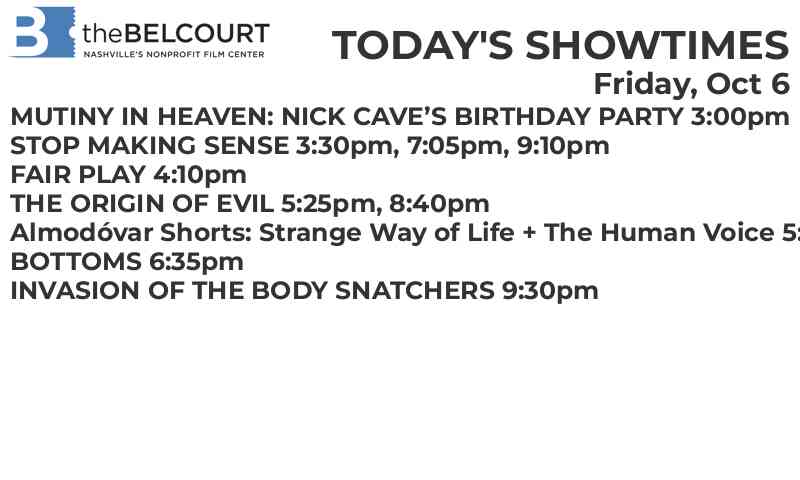 B theBELCOURT
NASHVILLE'S NONPROFIT FILM CENTER
TODAY'S SHOWTIMES
Friday, Oct 6
MUTINY IN HEAVEN: NICK CAVE’S BIRTHDAY PARTY 3:00pm
STOP MAKING SENSE 3:30pm, 7:05pm, 9:10pm
FAIR PLAY 4:10pm
THE ORIGIN OF EVIL 5:25pm, 8:40pm
Almodóvar Shorts: Strange Way of Life + The Human Voice
BOTTOMS 6:35pm
INVASION OF THE BODY SNATCHERS 9:30pm